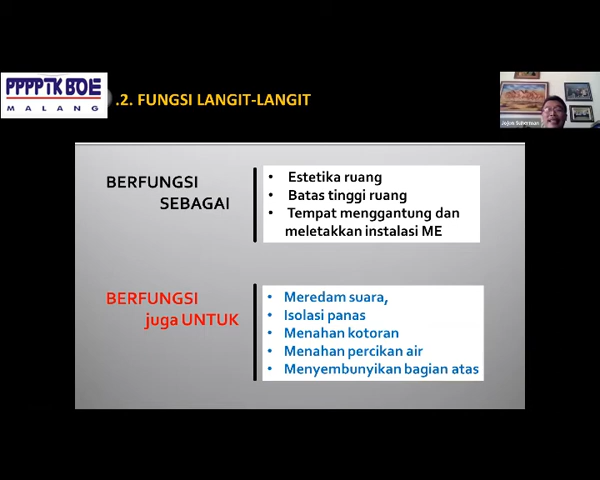 PPPPTK BOE
MALANG
.2. FUNGSI LANGIT-LANGIT
BERFUNGSI
SEBAGAI
• Estetika ruang
• Batas tinggi ruang
• Tempat menggantung dan
meletakkan instalasi ME
BERFUNGSI
juga UNTUK
• Meredam suara,
• Isolasi panas
• Menahan kotoran
• Menahan percikan air
• Menyembunyikan bagian atas